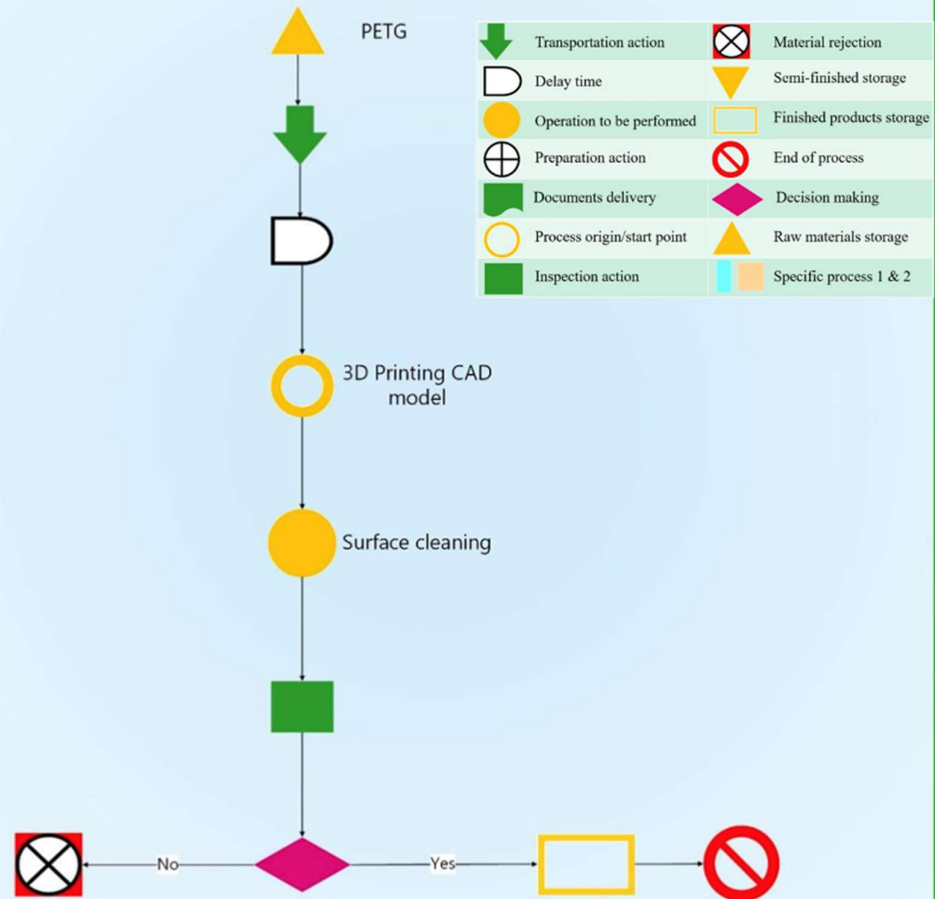 PETG
Transportation action
Material rejection
Delay time
Semi-finished storage
Operation to be performed
Finished products storage
Preparation action
End of process
Documents delivery
Decision making
Process origin/start point
Raw materials storage
Inspection action
Specific process 1 & 2
3D Printing CAD
model
Surface cleaning
No
Yes